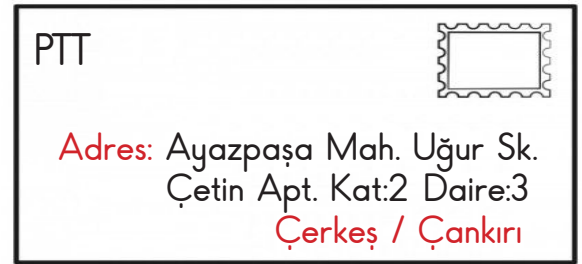 PTT
Adres: Ayazpaşa Mah. Uğur Sk.
Çetin Apt. Kat:2 Daire:3
Çerkeş / Çankırı